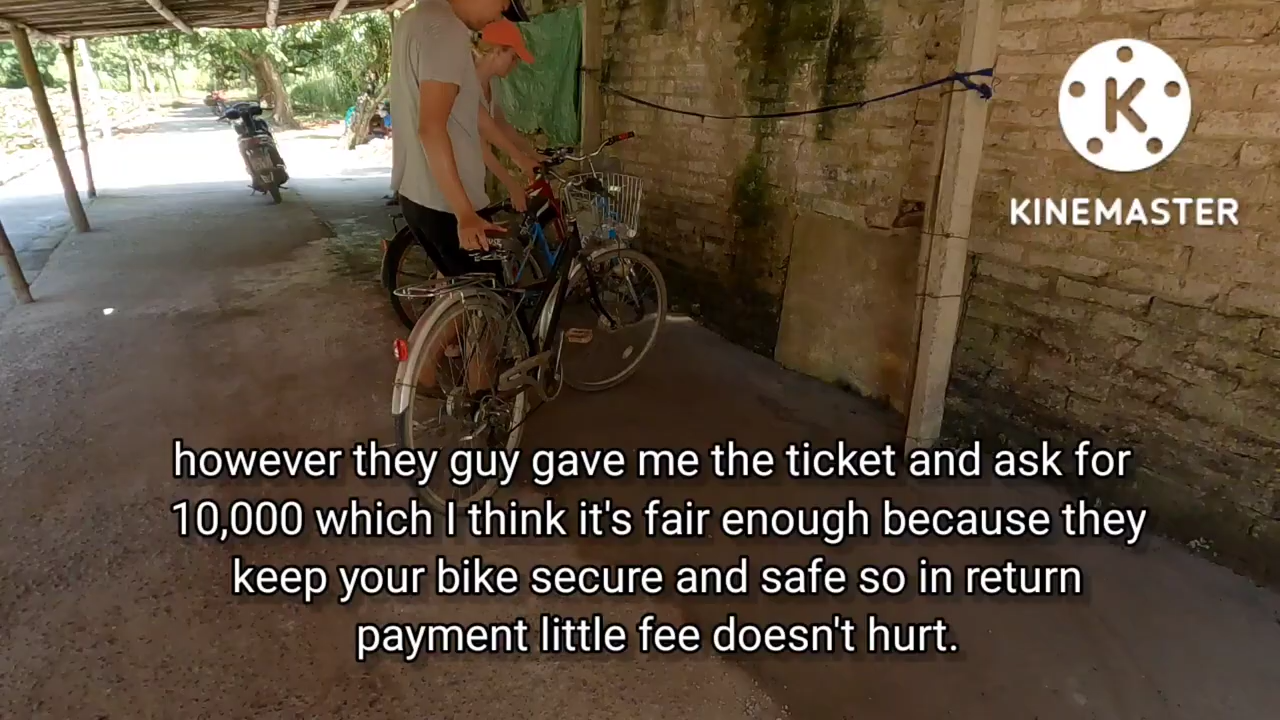 K
KINEMASTER
however they guy gave me the ticket and ask for
10,000 which I think it's fair enough because they
keep your bike secure and safe so in return
payment little fee doesn't hurt.